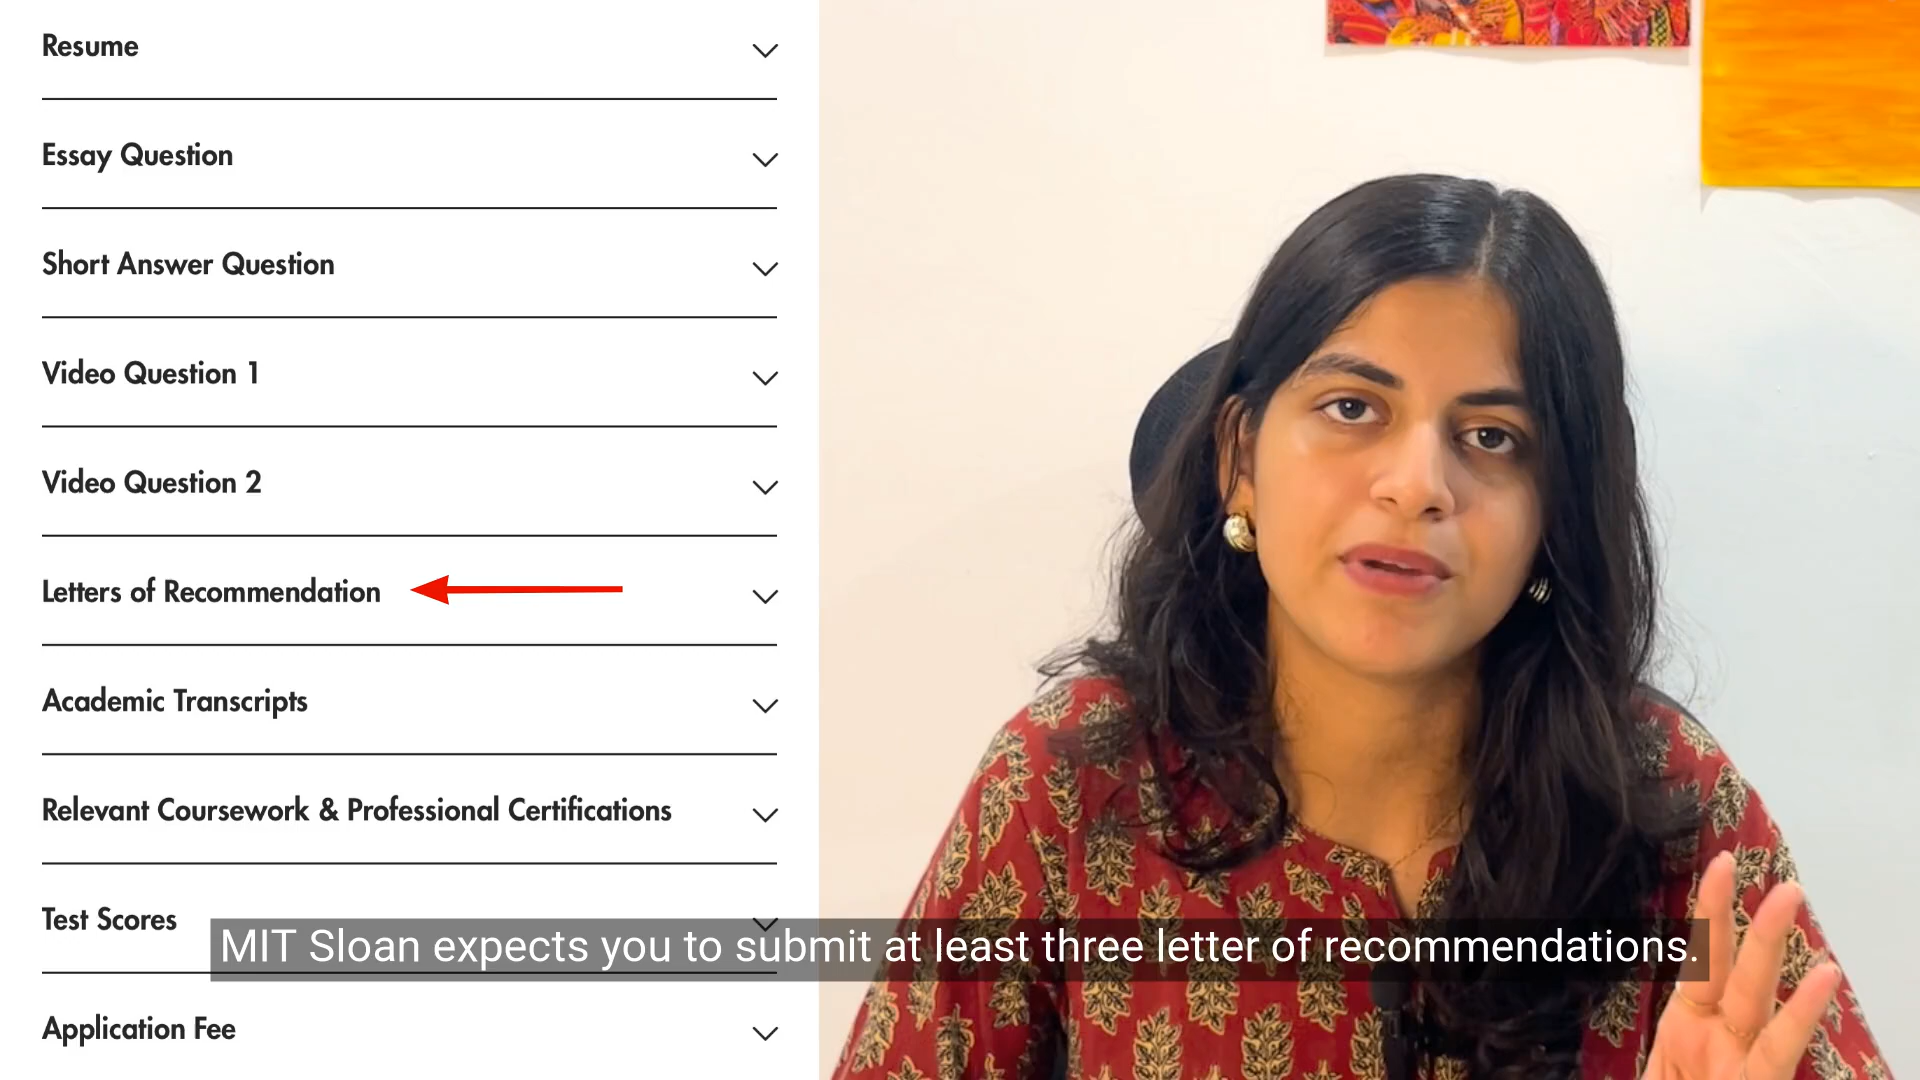 Resume
Essay Question
Short Answer Question
Video Question 1
Video Question 2
Letters of Recommendation
Academic Transcripts
Relevant Coursework & Professional Certifications
Test Scores
MIT Sloan expects you to submit at least three letter of recommendations.
Application Fee